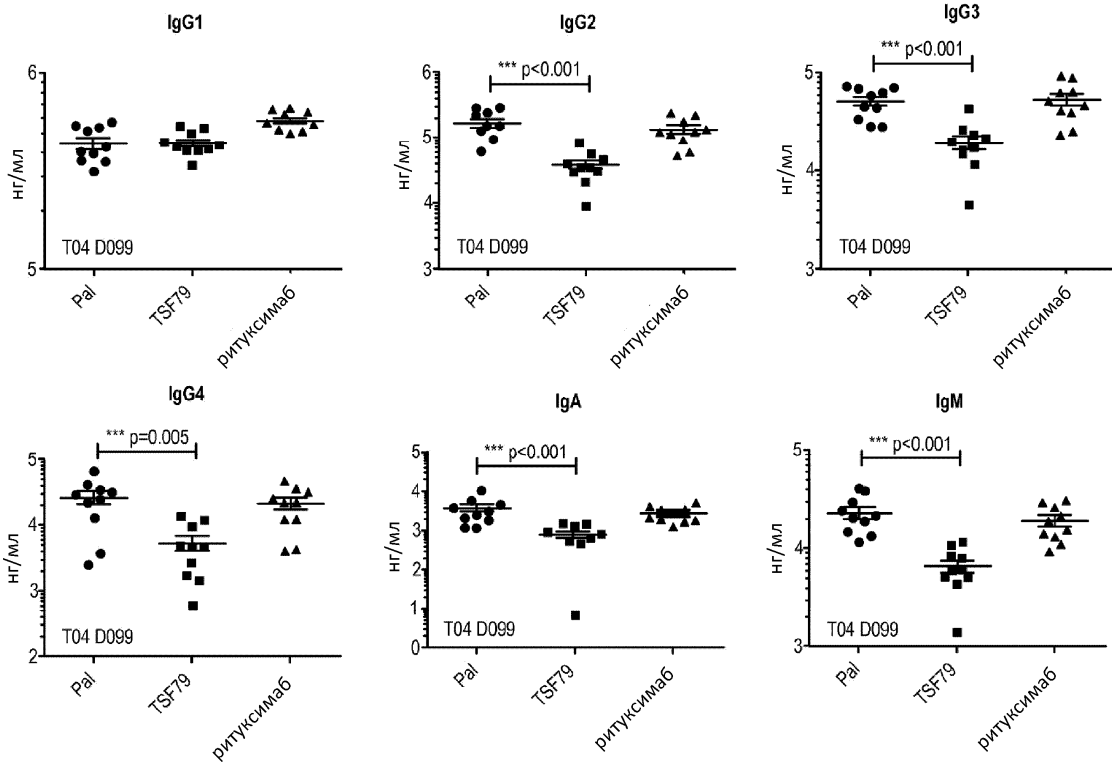 IgG1
6
нг/мл
5
T04 D099
Pal
TSF79
ритуксимаб
IgG2
*** p<0.001
6
5
4
3
нг/мл
T04 D099
Pal
TSF79
ритуксимаб
IgG3
*** p<0.001
5
4
3
нг/мл
T04 D099
Pal
TSF79
ритуксимаб
IgG4
*** p=0.005
5
4
3
2
нг/мл
T04 D099
Pal
TSF79
ритуксимаб
IgA
*** p<0.001
5
4
3
2
1
0
нг/мл
T04 D099
Pal
TSF79
ритуксимаб
IgM
*** p<0.001
5
4
3
нг/мл
T04 D099
Pal
TSF79
ритуксимаб